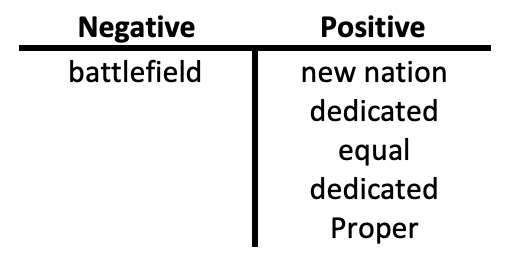 Negative Positive
battlefield new nation
dedicated
equal
dedicated
Proper